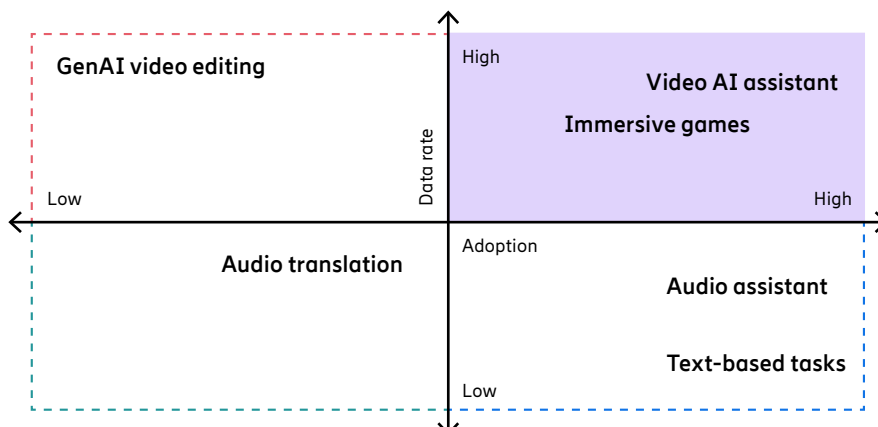 GenAI video editing
High
Video AI assistant
Immersive games
Data rate
Low
High
Adoption
Audio translation
Audio assistant
Text-based tasks
Low